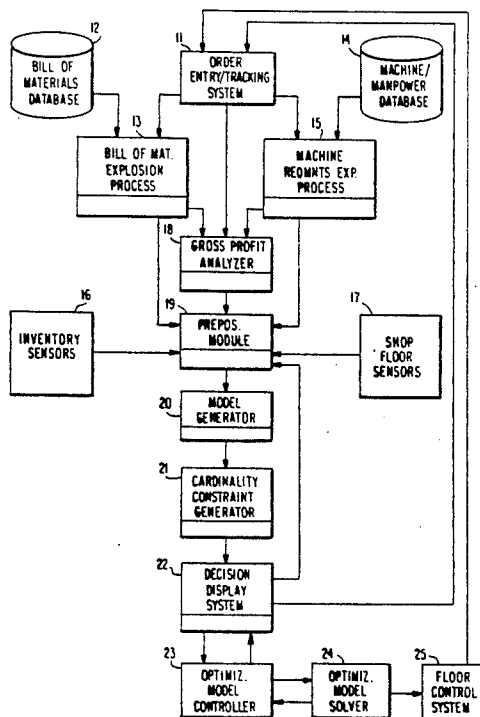 12
BILL OF
MATERIALS
DATABASE
11
ORDER
ENTRY/TRACKING
SYSTEM
14
MACHINE/
MANPOWER
DATABASE
13
BILL OF MAT.
EXPLOSION
PROCESS
15
MACHINE
REQMNTS EXP.
PROCESS
18
GROSS PROFIT
ANALYZER
16
INVENTORY
SENSORS
19
PREPOS.
MODULE
17
SHOP
FLOOR
SENSORS
20
MODEL
GENERATOR
21
CARDINALITY
CONSTRAINT
GENERATOR
22
DECISION
DISPLAY
SYSTEM
23
OPTIMIZ.
MODEL
CONTROLLER
24
OPTIMIZ.
MODEL
SOLVER
25
FLOOR
CONTROL
SYSTEM